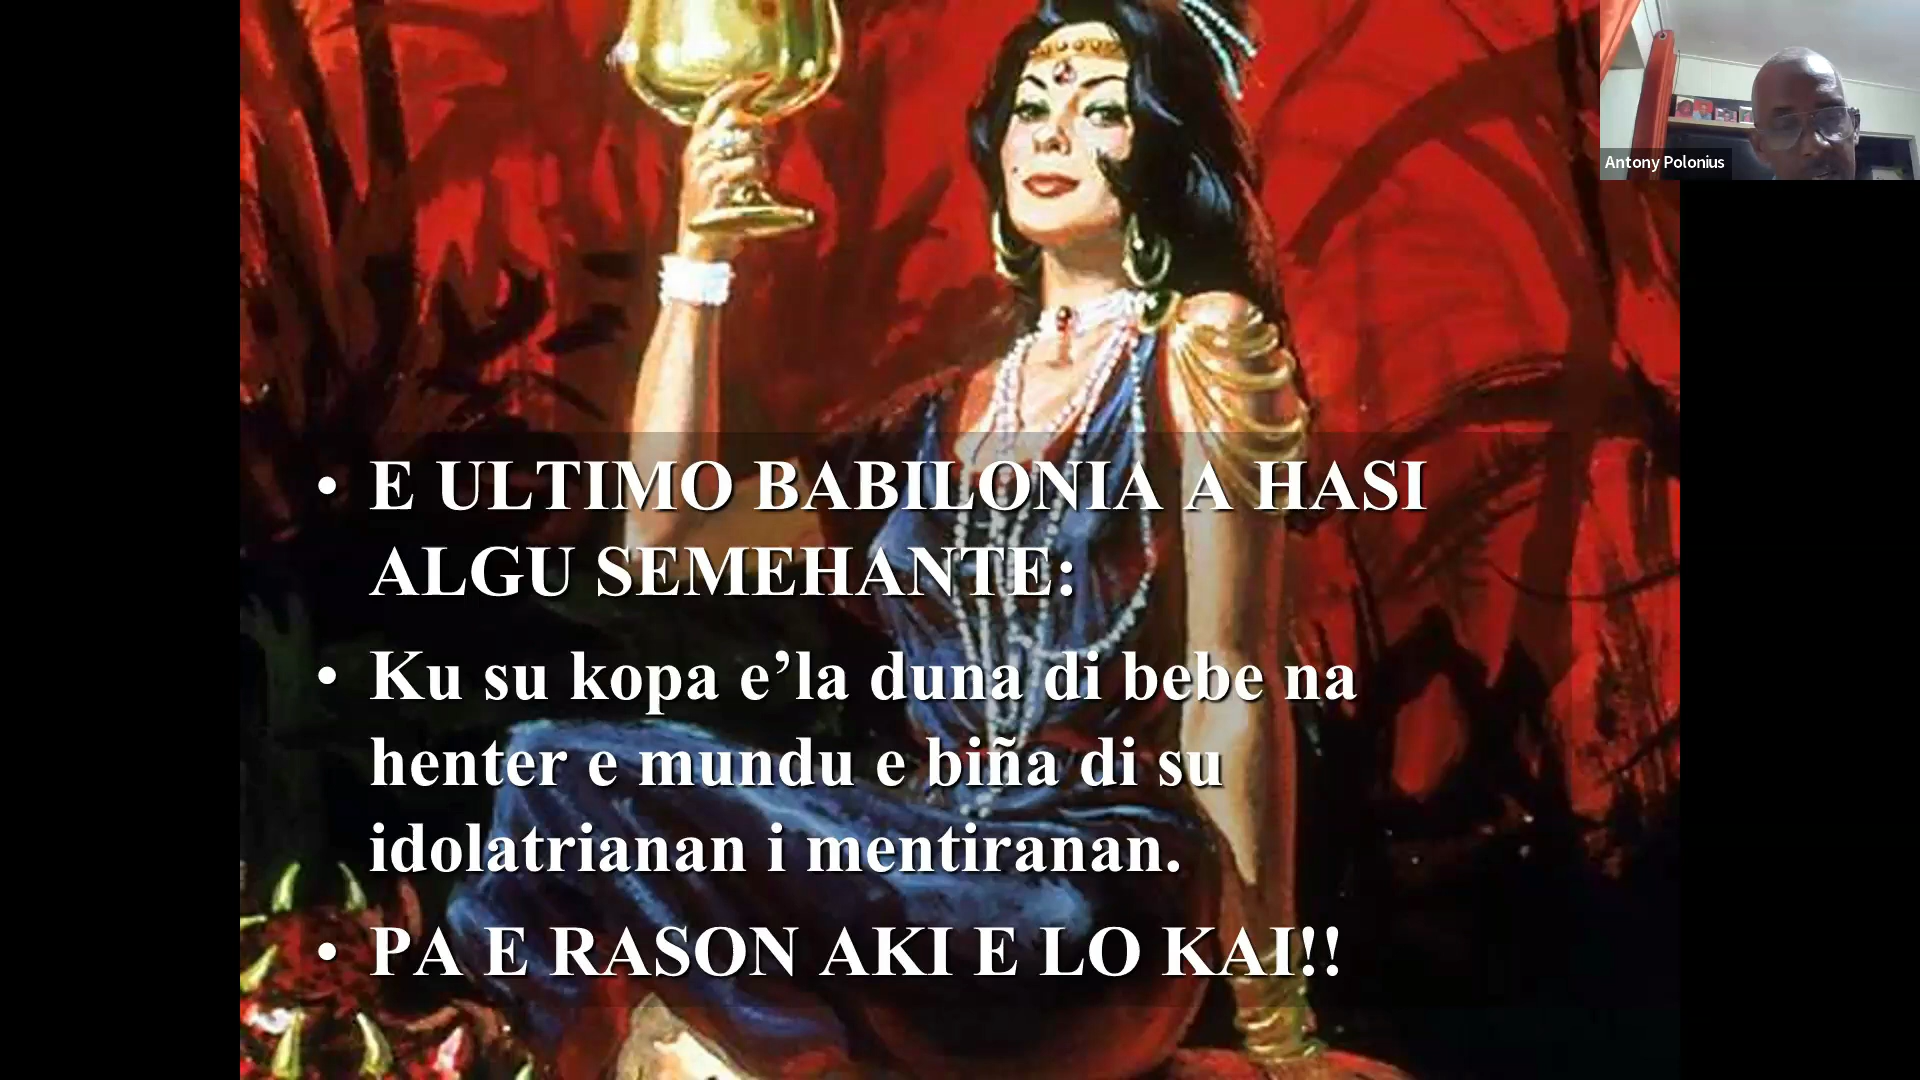 Antony Polonius
• E ULTIMO BABILONIA A HASI
ALGU SEMEHANTE:
• Ku su kopa e’la duna di bebe na
henter e mundu e biña di su
idolatrianan i mentiranan.
• PA E RASON AKI E LO KAI!!